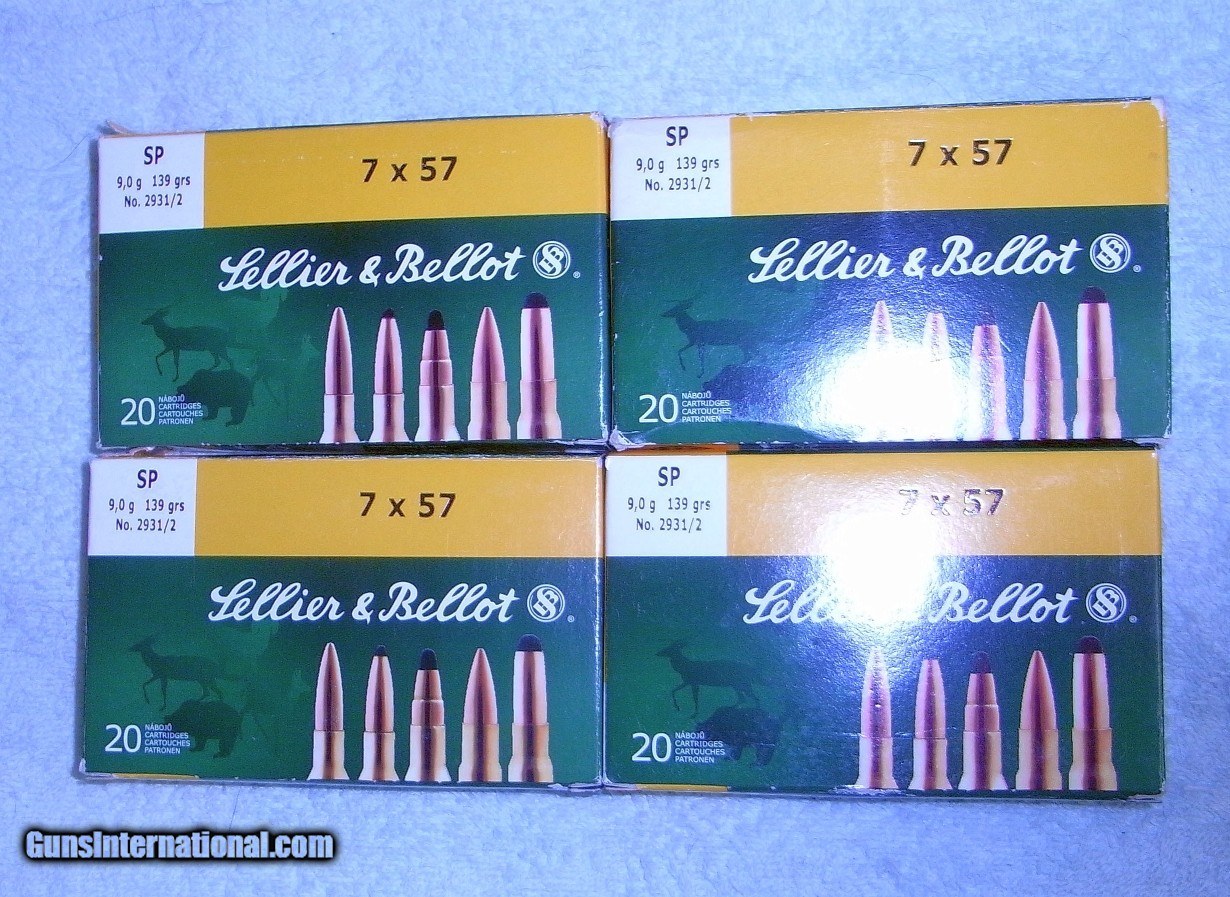 SP
9,0 g 139 grs
No. 2931/2
7 x 57
Sellier & Bellot
20
NÁBOJŮ
CARTRIDGES
CARTOUCHES
PATRONEN
SP
9,0 g 139 grs
No. 2931/2
7 x 57
Sellier & Bellot
20
NÁBOJŮ
CARTRIDGES
CARTOUCHES
PATRONEN
SP
9,0 g 139 grs
No. 2931/2
7 x 57
Sellier & Bellot
20
NÁBOJŮ
CARTRIDGES
CARTOUCHES
PATRONEN
SP
9,0 g 139 grs
No. 2931/2
7 x 57
Sellier & Bellot
20
NÁBOJŮ
CARTRIDGES
CARTOUCHES
PATRONEN
GunsInternational.com